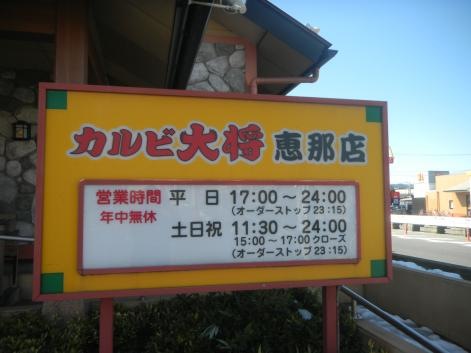 カルビ大将 恵那店
営業時間 平日 17:00～24:00
年中無休 (オーダーストップ23:15)
土日祝 11:30～24:00
15:00～17:00クローズ
(オーダーストップ23:15)